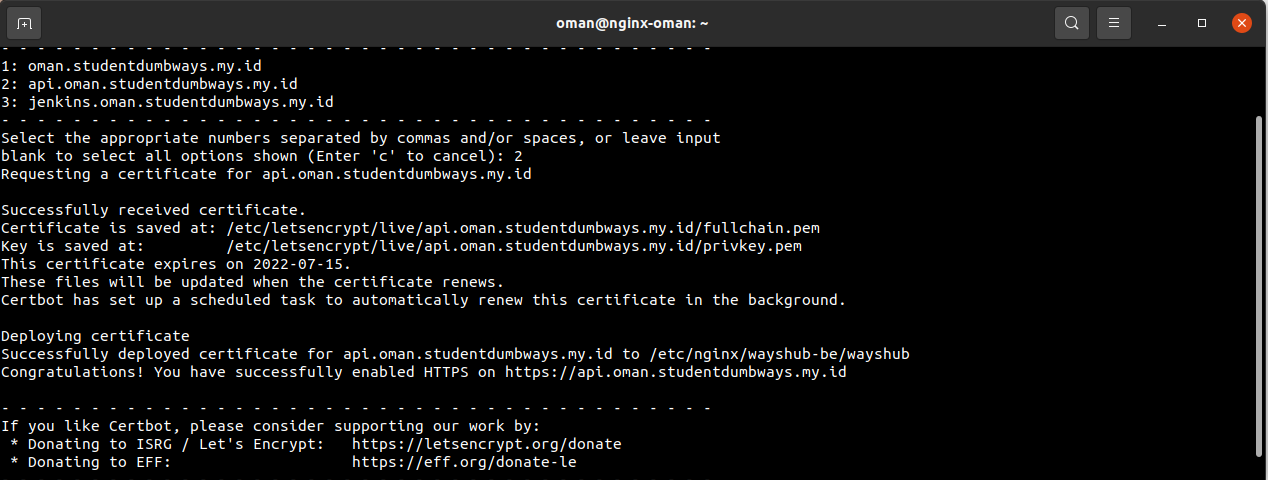 oman@nginx-oman: ~
- - - - - - - - - - - - - - - - - - - - - - - - - - - - - - - - - - - - - - - -
1: oman.studentdumbways.my.id
2: api.oman.studentdumbways.my.id
3: jenkins.oman.studentdumbways.my.id
- - - - - - - - - - - - - - - - - - - - - - - - - - - - - - - - - - - - - - - -
Select the appropriate numbers separated by commas and/or spaces, or leave input
blank to select all options shown (Enter 'c' to cancel): 2
Requesting a certificate for api.oman.studentdumbways.my.id

Successfully received certificate.
Certificate is saved at: /etc/letsencrypt/live/api.oman.studentdumbways.my.id/fullchain.pem
Key is saved at:         /etc/letsencrypt/live/api.oman.studentdumbways.my.id/privkey.pem
This certificate expires on 2022-07-15.
These files will be updated when the certificate renews.
Certbot has set up a scheduled task to automatically renew this certificate in the background.

Deploying certificate
Successfully deployed certificate for api.oman.studentdumbways.my.id to /etc/nginx/wayshub-be/wayshub
Congratulations! You have successfully enabled HTTPS on https://api.oman.studentdumbways.my.id

- - - - - - - - - - - - - - - - - - - - - - - - - - - - - - - - - - - - - - - -
If you like Certbot, please consider supporting our work by:
 * Donating to ISRG / Let's Encrypt:   https://letsencrypt.org/donate
 * Donating to EFF:                    https://eff.org/donate-le